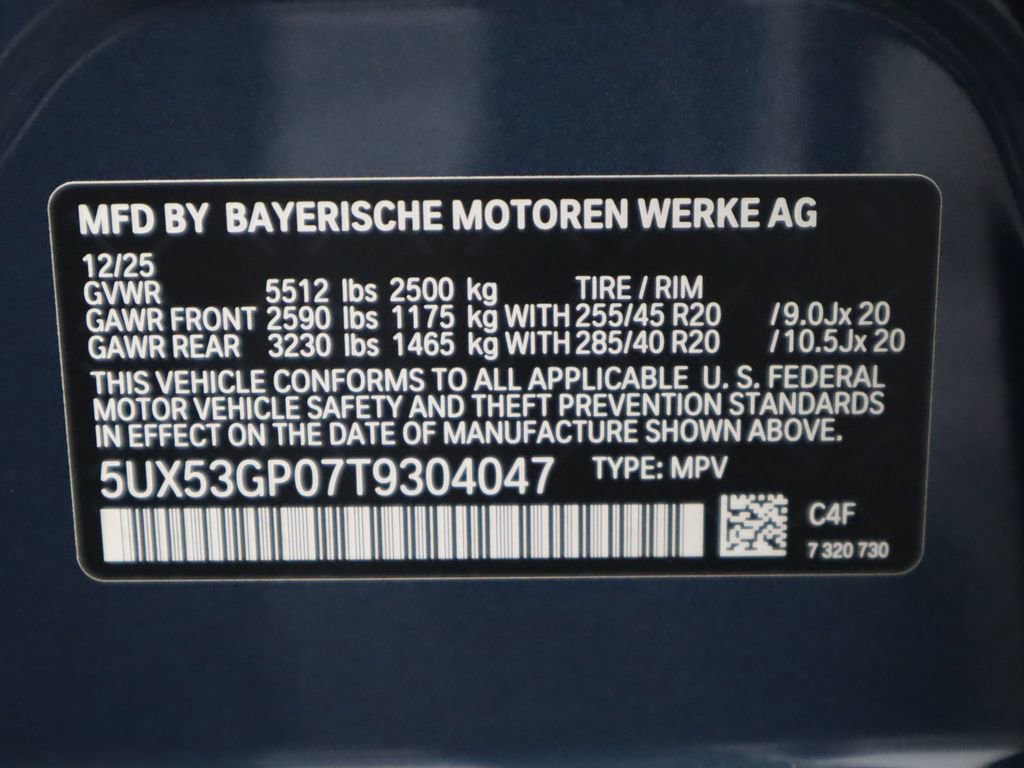 MFD BY BAYERISCHE MOTOREN WERKE AG
12/25
GVWR 5512 lbs 2500 kg TIRE / RIM
GAWR FRONT 2590 lbs 1175 kg WITH 255/45 R20 /9.0Jx 20
GAWR REAR 3230 lbs 1465 kg WITH 285/40 R20 /10.5Jx 20
THIS VEHICLE CONFORMS TO ALL APPLICABLE U. S. FEDERAL
MOTOR VEHICLE SAFETY AND THEFT PREVENTION STANDARDS
IN EFFECT ON THE DATE OF MANUFACTURE SHOWN ABOVE.
5UX53GP07T9304047 TYPE: MPV
C4F
7 320 730